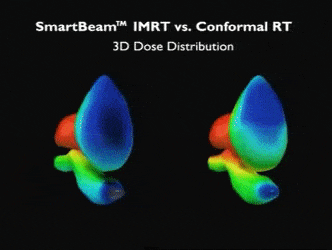 SmartBeam™ IMRT vs. Conformal RT
3D Dose Distribution